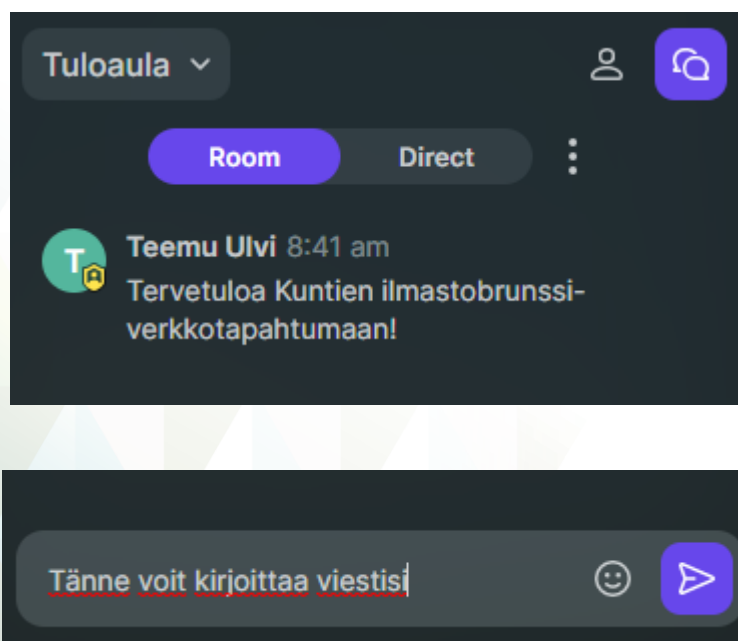 Tuloaula
Room Direct
T
Teemu Ulvi 8:41 am
Tervetuloa Kuntien ilmastobrunssi-
verkkotapahtumaan!
Tänne voit kirjoittaa viestisi